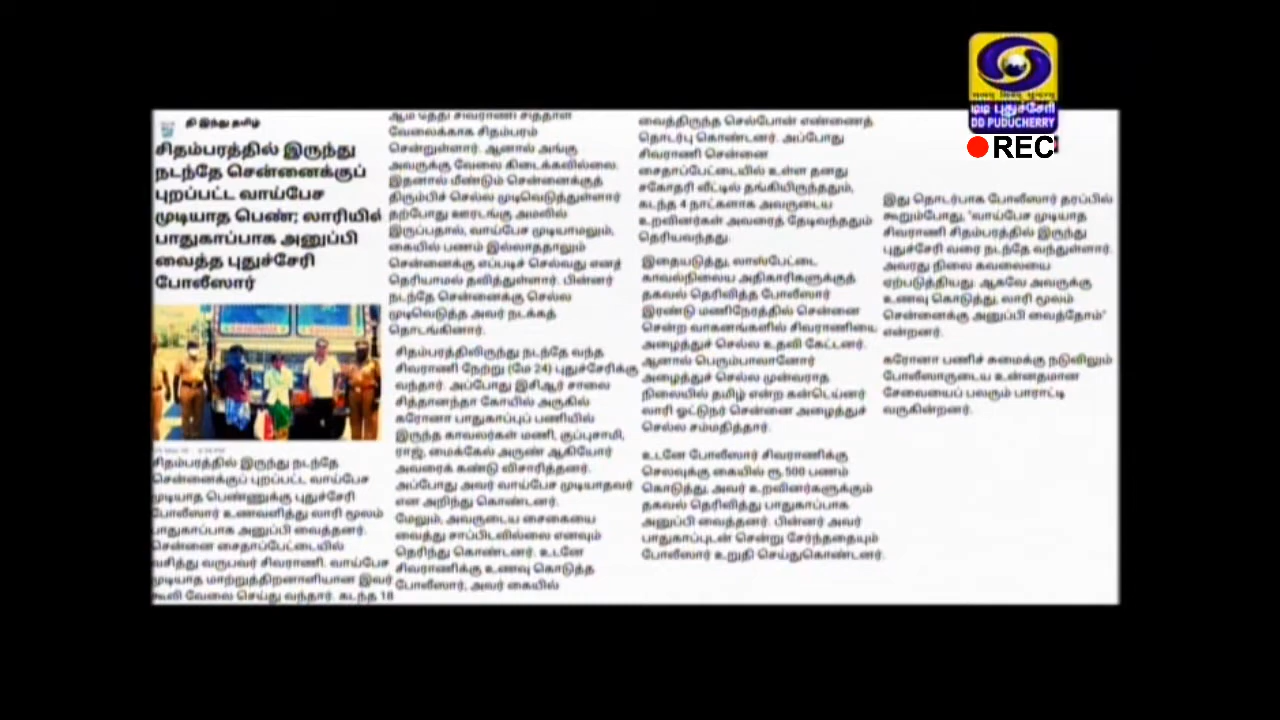 தி இந்து தமிழ்
சிதம்பரத்தில் இருந்து
நடந்தே சென்னைக்குப்
புறப்பட்ட வாய்பேச
முடியாத பெண்; லாரியில்
பாதுகாப்பாக அனுப்பி
வைத்த புதுச்சேரி
போலீஸார்
சிதம்பரத்தில் இருந்து நடந்தே
சென்னைக்குப் புறப்பட்ட வாய்பேச
முடியாத பெண்ணுக்கு புதுச்சேரி
போலீஸார் உணவளித்து லாரி மூலம்
பாதுகாப்பாக அனுப்பி வைத்தனர்.
சென்னை சைதாப்பேட்டையில்
வசித்து வருபவர் சிவராணி. வாய்பேச
முடியாத மாற்றுத்திறனாளியான இவர்
கூலி வேலை செய்து வந்தார். கடந்த 18
ஆம் தேதி சிவராணி சித்தாள்
வேலைக்காக சிதம்பரம்
சென்றுள்ளார். ஆனால் அங்கு
அவருக்கு வேலை கிடைக்கவில்லை.
இதனால் மீண்டும் சென்னைக்குத்
திரும்பிச் செல்ல முடிவெடுத்துள்ளார்
தற்போது ஊரடங்கு அமலில்
இருப்பதால், வாய்பேச முடியாமலும்,
கையில் பணம் இல்லாததாலும்
சென்னைக்கு எப்படிச் செல்வது எனத்
தெரியாமல் தவித்துள்ளார். பின்னர்
நடந்தே சென்னைக்கு செல்ல
முடிவெடுத்த அவர் நடக்கத்
தொடங்கினார்.
சிதம்பரத்திலிருந்து நடந்தே வந்த
சிவராணி நேற்று (மே 24) புதுச்சேரிக்கு
வந்தார். அப்போது இசிஆர் சாலை
சித்தானந்தா கோயில் அருகில்
கரோனா பாதுகாப்புப் பணியில்
இருந்த காவலர்கள் மணி, குப்புசாமி,
ராஜ், மைக்கேல் அருண் ஆகியோர்
அவரைக் கண்டு விசாரித்தனர்.
அப்போது அவர் வாய்பேச முடியாதவர்
என அறிந்து கொண்டனர்.
மேலும், அவருடைய சைகையை
வைத்து சாப்பிடவில்லை எனவும்
தெரிந்து கொண்டனர். உடனே
சிவராணிக்கு உணவு கொடுத்த
போலீஸார், அவர் கையில்
வைத்திருந்த செல்போன் எண்ணைத்
தொடர்பு கொண்டனர். அப்போது
சிவராணி சென்னை
சைதாப்பேட்டையில் உள்ள தனது
சகோதரி வீட்டில் தங்கியிருந்ததும்,
கடந்த 4 நாட்களாக அவருடைய
உறவினர்கள் அவரைத் தேடிவந்ததும்
தெரியவந்தது.
இதையடுத்து, லாஸ்பேட்டை
காவல்நிலைய அதிகாரிகளுக்குத்
தகவல் தெரிவித்த போலீஸார்
இரண்டு மணிநேரத்தில் சென்னை
சென்ற வாகனங்களில் சிவராணியை
அழைத்துச் செல்ல உதவி கேட்டனர்.
ஆனால் பெரும்பாலானோர்
அழைத்துச் செல்ல முன்வராத
நிலையில் தமிழ் என்ற கன்டெய்னர்
லாரி ஓட்டுநர் சென்னை அழைத்துச்
செல்ல சம்மதித்தார்.
உடனே போலீஸார் சிவராணிக்கு
செலவுக்கு கையில் ரூ.500 பணம்
கொடுத்து, அவர் உறவினர்களுக்கும்
தகவல் தெரிவித்து பாதுகாப்பாக
அனுப்பி வைத்தனர். பின்னர் அவர்
பாதுகாப்புடன் சென்று சேர்ந்ததையும்
போலீஸார் உறுதி செய்துகொண்டனர்.
இது தொடர்பாக போலீஸார் தரப்பில்
கூறும்போது, "வாய்பேச முடியாத
சிவராணி சிதம்பரத்தில் இருந்து
புதுச்சேரி வரை நடந்தே வந்துள்ளார்.
அவரது நிலை கவலையை
ஏற்படுத்தியது. ஆகவே அவருக்கு
உணவு கொடுத்து, லாரி மூலம்
சென்னைக்கு அனுப்பி வைத்தோம்"
என்றனர்.
கரோனா பணிச் சுமைக்கு நடுவிலும்
போலீஸாருடைய உன்னதமான
சேவையைப் பலரும் பாராட்டி
வருகின்றனர்.
டிடி புதுச்சேரி
DD PUDUCHERRY
REC